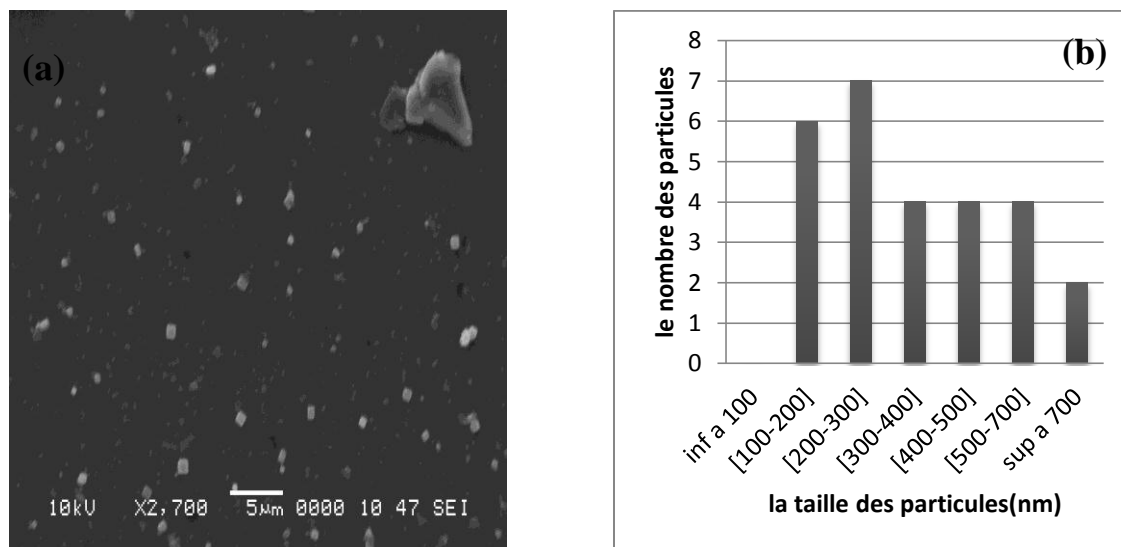 (a)
10kV X2,700 5µm 0000 10 47 SEI
(b)
le nombre des particules
8
7
6
5
4
3
2
1
0
inf a 100
[100-200]
[200-300]
[300-400]
[400-500]
[500-700]
sup a 700
la taille des particules(nm)